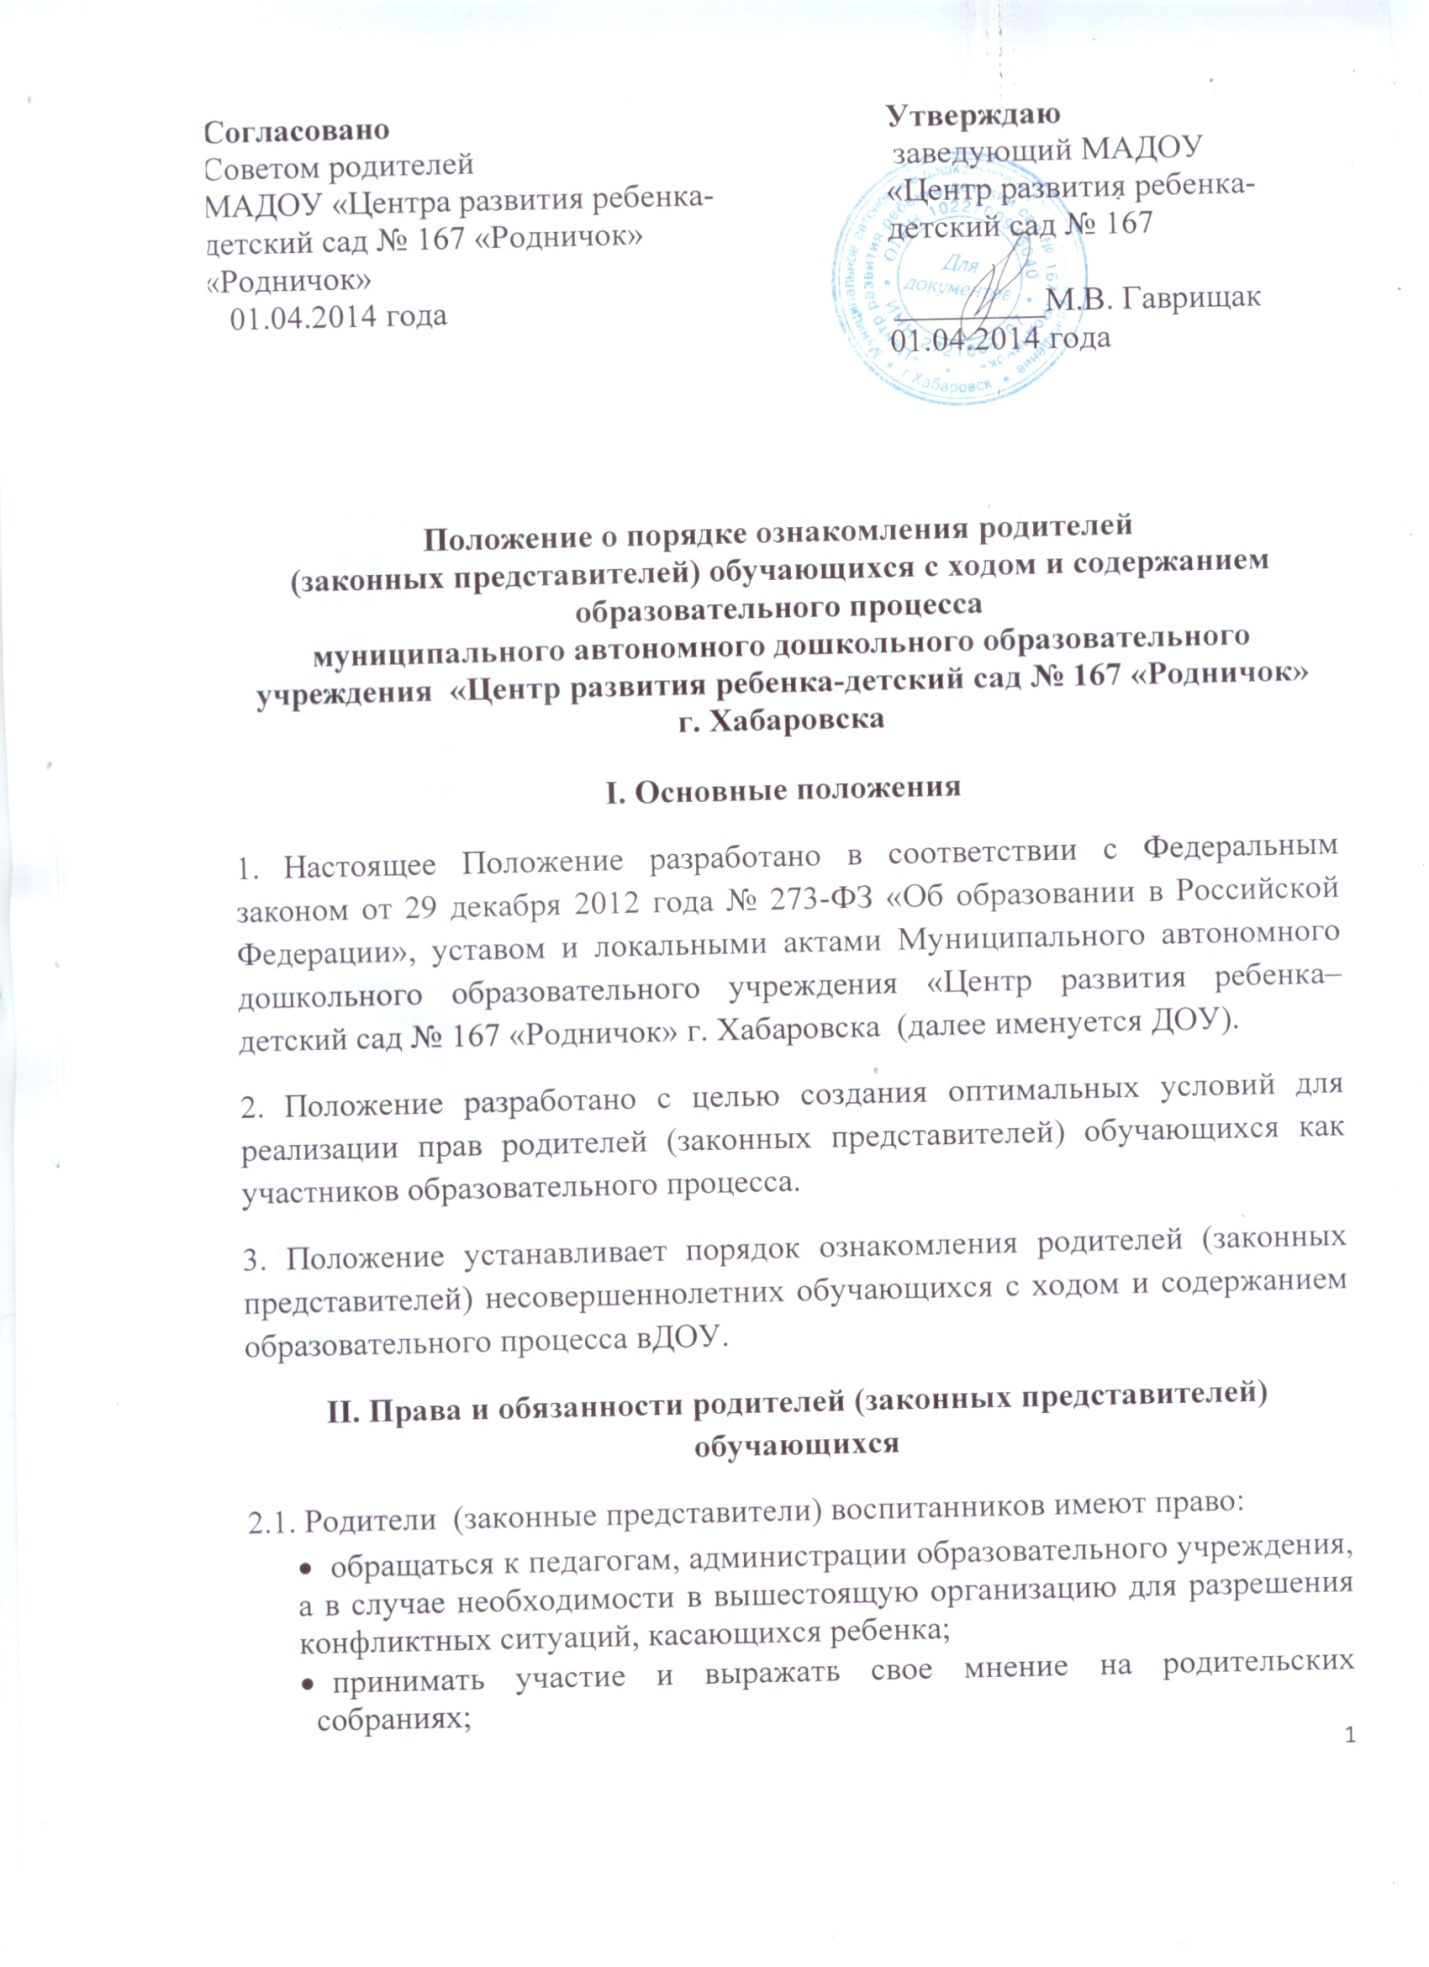 Согласовано
Советом родителей
МАДОУ «Центра развития ребенка-
детский сад № 167 «Родничок»
«Родничок»
01.04.2014 года
Утверждаю
заведующий МАДОУ
«Центр развития ребенка-
детский сад № 167
М.В. Гаврищак
01.04.2014 года
Для
документов
г. Хабаровск
Положение о порядке ознакомления родителей
(законных представителей) обучающихся с ходом и содержанием
образовательного процесса
муниципального автономного дошкольного образовательного
учреждения «Центр развития ребенка-детский сад № 167 «Родничок»
г. Хабаровска
I. Основные положения
1. Настоящее Положение разработано в соответствии с Федеральным
законом от 29 декабря 2012 года № 273-ФЗ «Об образовании в Российской
Федерации», уставом и локальными актами Муниципального автономного
дошкольного образовательного учреждения «Центр развития ребенка–
детский сад № 167 «Родничок» г. Хабаровска (далее именуется ДОУ).
2. Положение разработано с целью создания оптимальных условий для
реализации прав родителей (законных представителей) обучающихся как
участников образовательного процесса.
3. Положение устанавливает порядок ознакомления родителей (законных
представителей) несовершеннолетних обучающихся с ходом и содержанием
образовательного процесса вДОУ.
II. Права и обязанности родителей (законных представителей)
обучающихся
2.1. Родители (законные представители) воспитанников имеют право:
• обращаться к педагогам, администрации образовательного учреждения,
а в случае необходимости в вышестоящую организацию для разрешения
конфликтных ситуаций, касающихся ребенка;
• принимать участие и выражать свое мнение на родительских
собраниях;
1